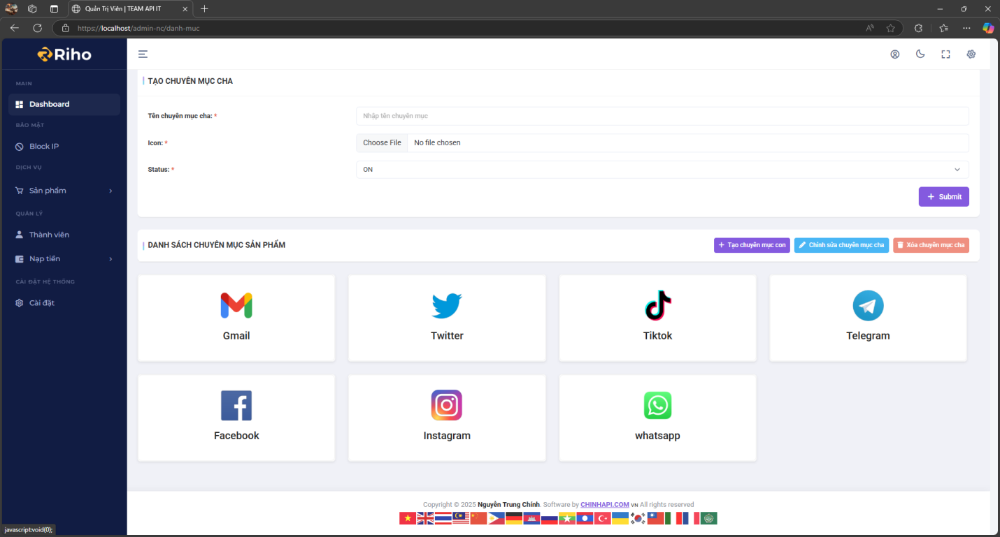 Quản Trị Viên | TEAM API IT
https://localhost/admin-nc/danh-muc
Riho
MAIN
Dashboard
BẢO MẬT
Block IP
DỊCH VỤ
Sản phẩm
QUẢN LÝ
Thành viên
Nạp tiền
CÀI ĐẶT HỆ THỐNG
Cài đặt
TẠO CHUYÊN MỤC CHA
Tên chuyên mục cha: *
Nhập tên chuyên mục
Icon: *
Choose File No file chosen
Status: *
ON
+ Submit
DANH SÁCH CHUYÊN MỤC SẢN PHẨM
+ Tạo chuyên mục con
Chỉnh sửa chuyên mục cha
Xóa chuyên mục cha
Gmail
Twitter
Tiktok
Telegram
Facebook
Instagram
whatsapp
Copyright © 2025 Nguyễn Trung Chính. Software by CHINHAPI.COM VN All rights reserved
javascript:void(0);